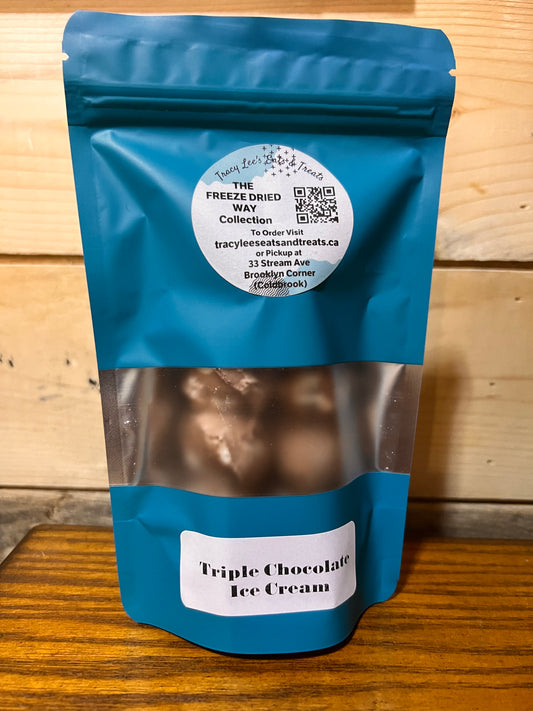 Tracy Lee's Eats & Treats
THE
FREEZE DRIED
WAY
Collection
To Order Visit
tracyleeseatsandtreats.ca
or Pickup at
33 Stream Ave
Brooklyn Corner
(Coldbrook)
Triple Chocolate
Ice Cream